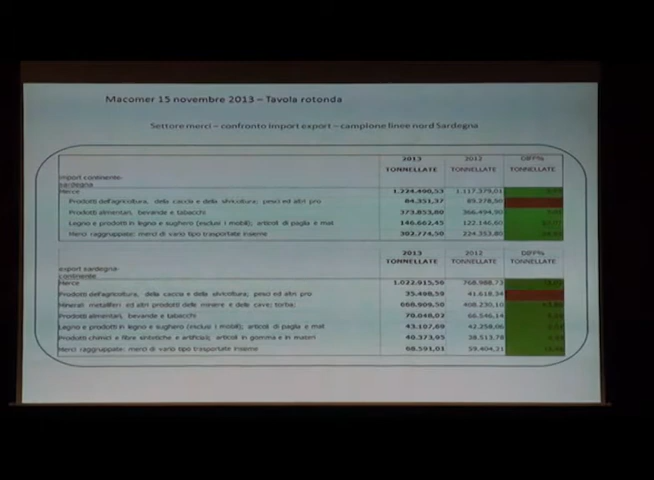 Macomer 15 novembre 2013 – Tavola rotonda
Settore merci – confronto import export – campione linee nord Sardegna
2013 2012 DIFF%
TONNELLATE TONNELLATE TONNELLATE
import continente-
sardegna
Merce 1.224.490,53 1.117.379,01
Prodotti dell'agricoltura, della caccia e della silvicoltura; pesci ed altri pro 84.351,37 89.278,50
Prodotti alimentari, bevande e tabacchi 373.853,80 366.494,90
Legno e prodotti in legno e sughero (esclusi i mobili); articoli di paglia e mat 146.662,45 122.146,60
Merci raggruppate: merci di vario tipo trasportate insieme 302.774,50 224.353,80
2013 2012 DIFF%
TONNELLATE TONNELLATE TONNELLATE
export sardegna-
continente
Merce 1.022.915,56 768.988,73
Prodotti dell'agricoltura, della caccia e della silvicoltura; pesci ed altri pro 35.498,59 41.618,34
Minerali metalliferi ed altri prodotti delle miniere e delle cave; torba; 408.230,10
Prodotti alimentari, bevande e tabacchi 70.048,02 66.546,14
Legno e prodotti in legno e sughero (esclusi i mobili); articoli di paglia e mat 43.107,69 42.258,06
Prodotti chimici e fibre sintetiche e artificiali; articoli in gomma e in materi 40.373,95 38.513,78
Merci raggruppate: merci di vario tipo trasportate insieme 68.591,01 59.404,21